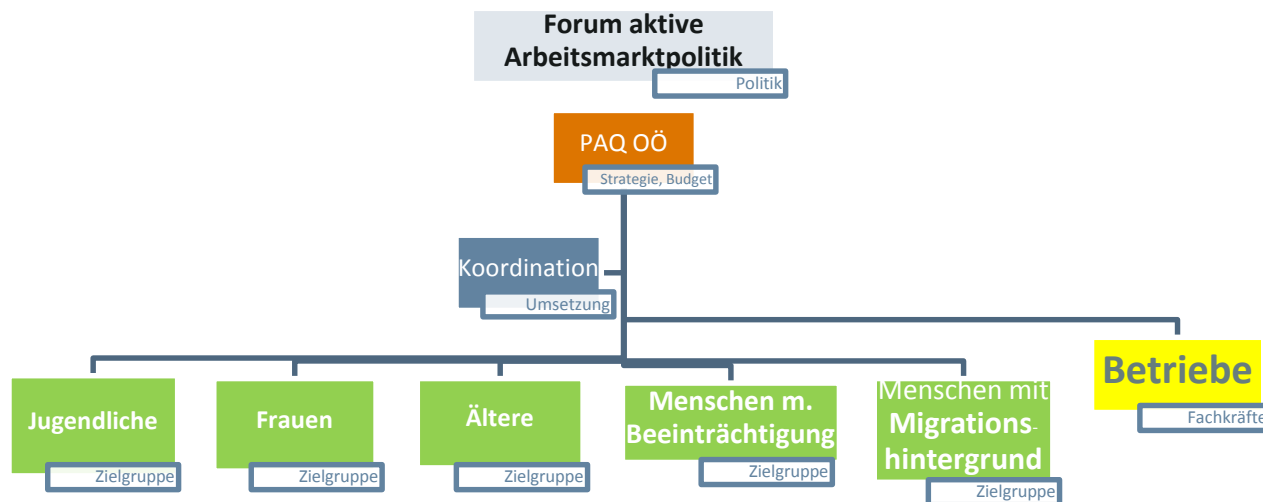 Forum aktive
Arbeitsmarktpolitik
Politik
PAQ OÖ
Strategie, Budget
Koordination
Umsetzung
Jugendliche
Zielgruppe
Frauen
Zielgruppe
Ältere
Zielgruppe
Menschen m.
Beeinträchtigung
Zielgruppe
Menschen mit
Migrations-
hintergrund
Zielgruppe
Betriebe
Fachkräfte